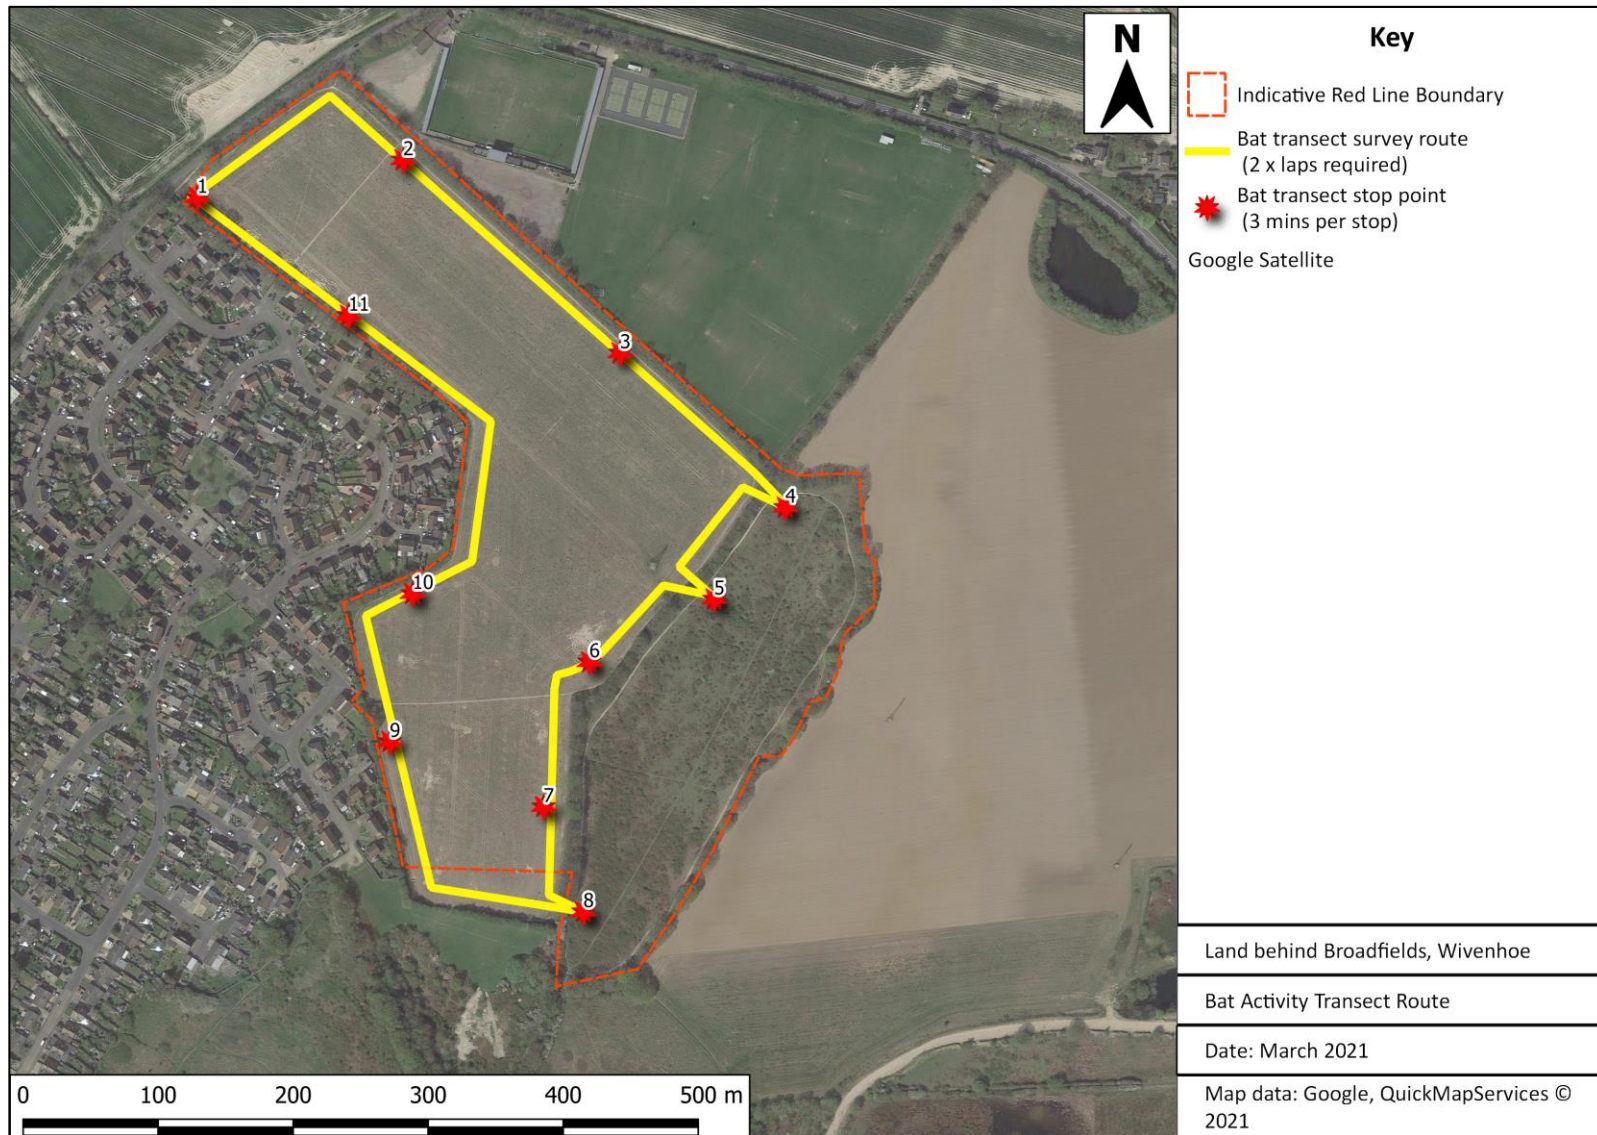 N
1
2
3
4
5
6
7
8
9
10
11
0 100 200 300 400 500 m
Key
Indicative Red Line Boundary
Bat transect survey route
(2 x laps required)
Bat transect stop point
(3 mins per stop)
Google Satellite
Land behind Broadfields, Wivenhoe
Bat Activity Transect Route
Date: March 2021
Map data: Google, QuickMapServices ©
2021